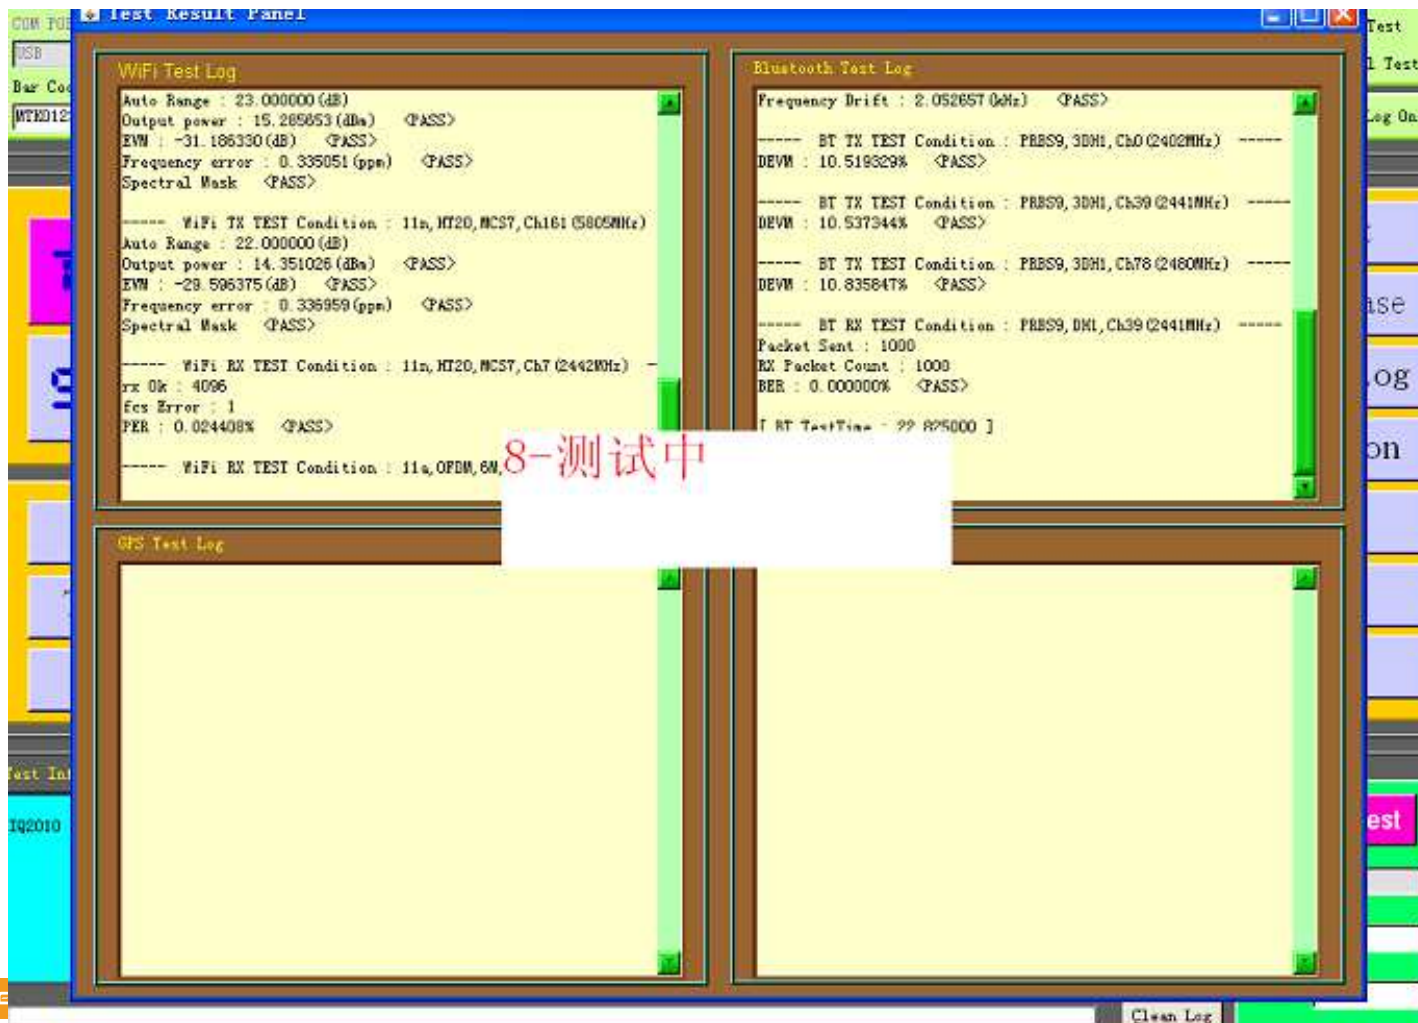 Test Result Panel
COM
USB
Bar
MTK012
Test
Test
Log On
WiFi Test Log
Auto Range : 23.000000(dB)
Output power : 15.285653(dBm) <PASS>
EVM : -31.186330(dB) <PASS>
Frequency error : 0.335051(ppm) <PASS>
Spectral Mask <PASS>
----- WiFi TX TEST Condition : 11n,HT20,MCS7,Ch161(5805MHz)
Auto Range : 22.000000(dB)
Output power : 14.351026(dBm) <PASS>
EVM : -29.596375(dB) <PASS>
Frequency error : 0.336959(ppm) <PASS>
Spectral Mask <PASS>
----- WiFi RX TEST Condition : 11n,HT20,MCS7,Ch7(2442MHz) -
rx Ok : 4096
fcs Error : 1
PER : 0.024408% <PASS>
----- WiFi RX TEST Condition : 11a,OFDM,6M,
Bluetooth Test Log
Frequency Drift : 2.052657(kHz) <PASS>
----- BT TX TEST Condition : PRBS9,3DH1,Ch0(2402MHz) -----
DEVM : 10.519329% <PASS>
----- BT TX TEST Condition : PRBS9,3DH1,Ch39(2441MHz) -----
DEVM : 10.537344% <PASS>
----- BT TX TEST Condition : PRBS9,3DH1,Ch78(2480MHz) -----
DEVM : 10.835847% <PASS>
----- BT RX TEST Condition : PRBS9,DH1,Ch39(2441MHz) -----
Packet Sent : 1000
RX Packet Count : 1000
BER : 0.000000% <PASS>
[ BT TestTime : 22.825000 ]
8-测试中
GPS Test Log
Test
IQ2010
Clean Log